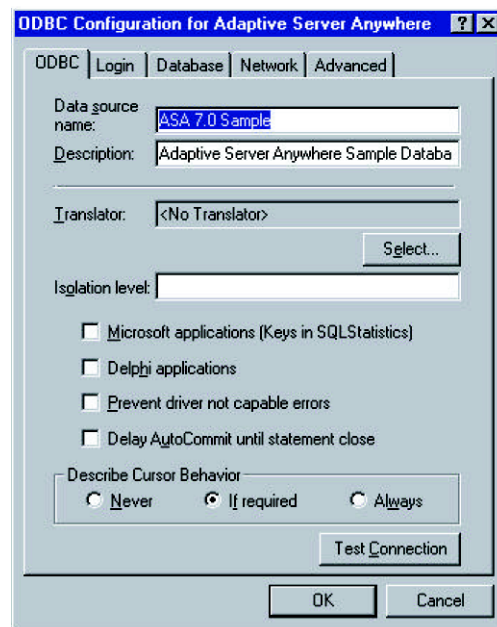 ODBC Configuration for Adaptive Server Anywhere ? X
ODBC Login Database Network Advanced
Data source name: ASA 7.0 Sample
Description: Adaptive Server Anywhere Sample Databa
Translator: <No Translator>
Select...
Isolation level:
Microsoft applications (Keys in SQLStatistics)
Delphi applications
Prevent driver not capable errors
Delay AutoCommit until statement close
Describe Cursor Behavior
Never If required Always
Test Connection
OK Cancel